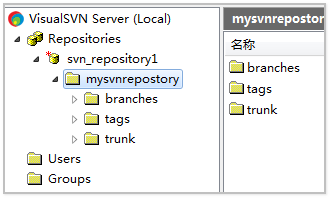 VisualSVN Server (Local)
Repositories
svn_repository1
mysvnrepostory
branches
tags
trunk
Users
Groups
mysvnrepostory
名称
branches
tags
trunk